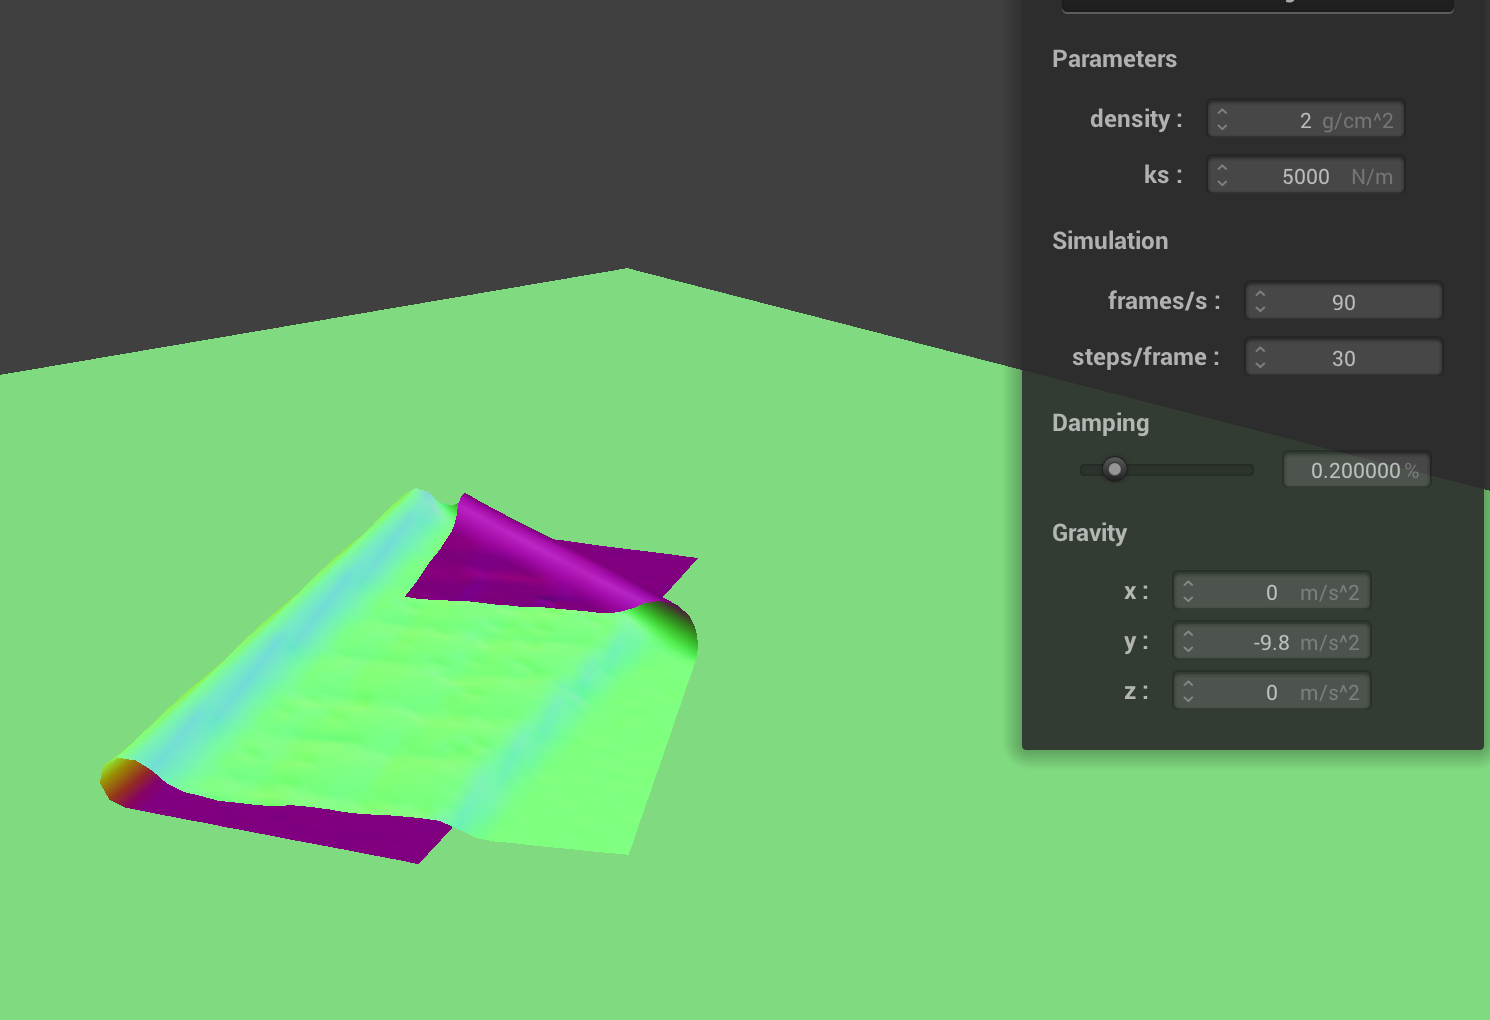 Parameters
density : 2 g/cm^2
ks : 5000 N/m
Simulation
frames/s : 90
steps/frame : 30
Damping
0.200000 %
Gravity
x : 0 m/s^2
y : -9.8 m/s^2
z : 0 m/s^2